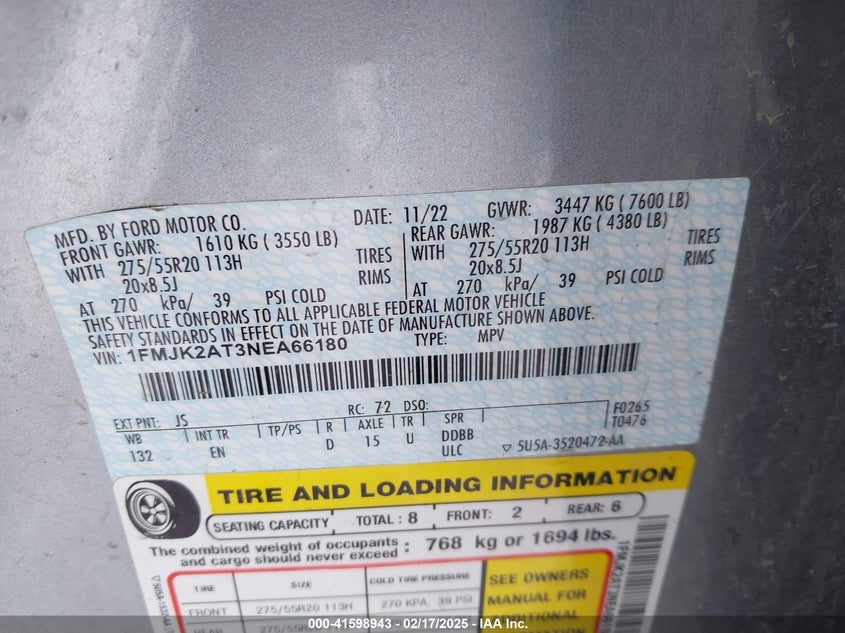 MFD. BY FORD MOTOR CO.
DATE: 11/22 GVWR: 3447 KG ( 7600 LB)
FRONT GAWR: 1610 KG ( 3550 LB)
WITH 275/55R20 113H TIRES
20x8.5J RIMS
AT 270 kPa/ 39 PSI COLD
REAR GAWR: 1987 KG ( 4380 LB)
WITH 275/55R20 113H TIRES
20x8.5J RIMS
AT 270 kPa/ 39 PSI COLD
THIS VEHICLE CONFORMS TO ALL APPLICABLE FEDERAL MOTOR VEHICLE
SAFETY STANDARDS IN EFFECT ON THE DATE OF MANUFACTURE SHOWN ABOVE.
VIN: 1FMJK2AT3NEA66180 TYPE: MPV
EXT PNT: JS RC: 72 DSO: F0265
T0476
WB INT TR TP/PS R AXLE TR SPR
132 EN D 15 U DDBB
ULC ▽ 5U5A-3520472-AA
TIRE AND LOADING INFORMATION
SEATING CAPACITY TOTAL : 8 FRONT: 2 REAR: 6
The combined weight of occupants
and cargo should never exceed : 768 kg or 1694 lbs.
TIRE SIZE COLD TIRE PRESSURE
FRONT 275/55R20 113H 270 KPA, 39 PSI
REAR
SEE OWNERS
MANUAL FOR
000-41598943 - 02/17/2025 - IAA Inc.